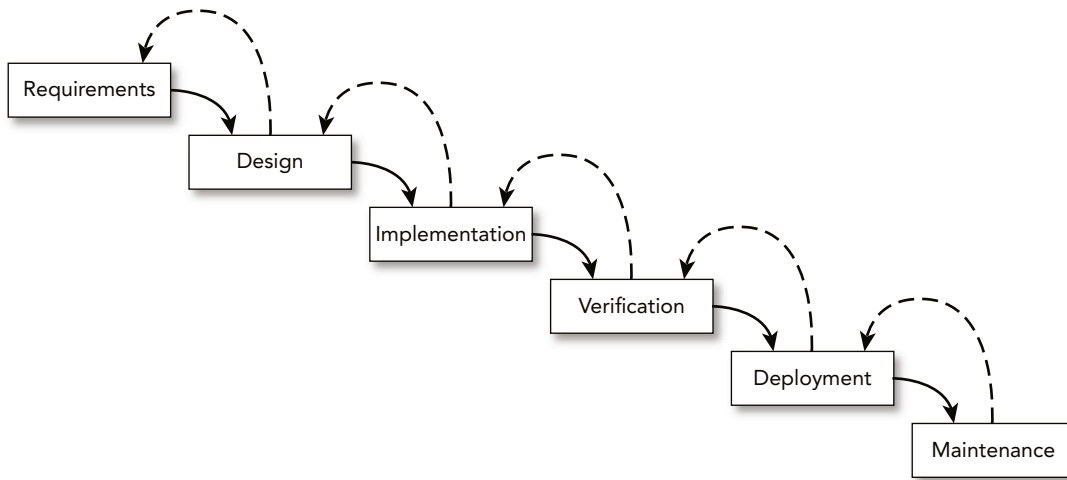 Requirements
Design
Implementation
Verification
Deployment
Maintenance